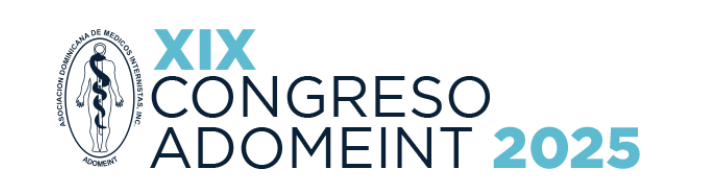 ASOCIACION DOMINICANA DE MEDICOS INTERNISTAS, INC.
ADOMEINT
XIX
CONGRESO
ADOMEINT 2025